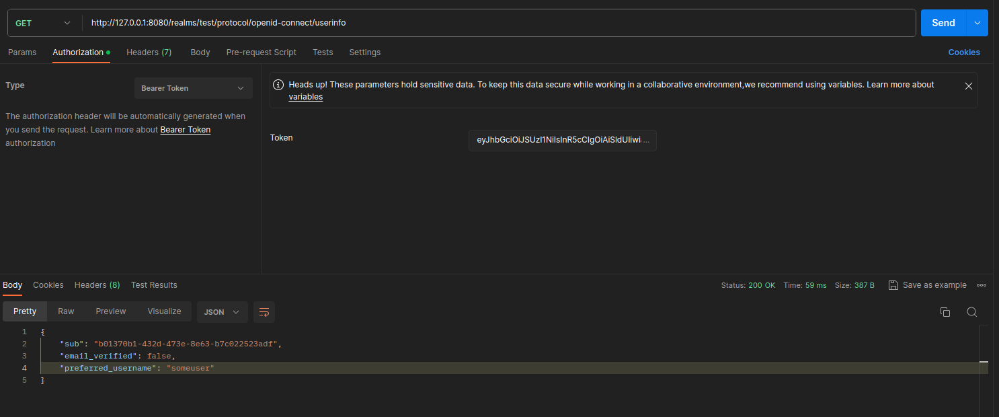 GET http://127.0.0.1:8080/realms/test/protocol/openid-connect/userinfo Send
Params Authorization Headers (7) Body Pre-request Script Tests Settings Cookies
Type Bearer Token
The authorization header will be automatically generated when
you send the request. Learn more about Bearer Token
authorization
Heads up! These parameters hold sensitive data. To keep this data secure while working in a collaborative environment,we recommend using variables. Learn more about
variables
Token eyJhbGciOiJSUzI1NiIsInR5cCIgOiAiSldUIiwi...
Body Cookies Headers (8) Test Results Status: 200 OK Time: 59 ms Size: 387 B Save as example
Pretty Raw Preview Visualize JSON
1 {
2 "sub": "b01370b1-432d-473e-8e63-b7c022523adf",
3 "email_verified": false,
4 "preferred_username": "someuser"
5 }